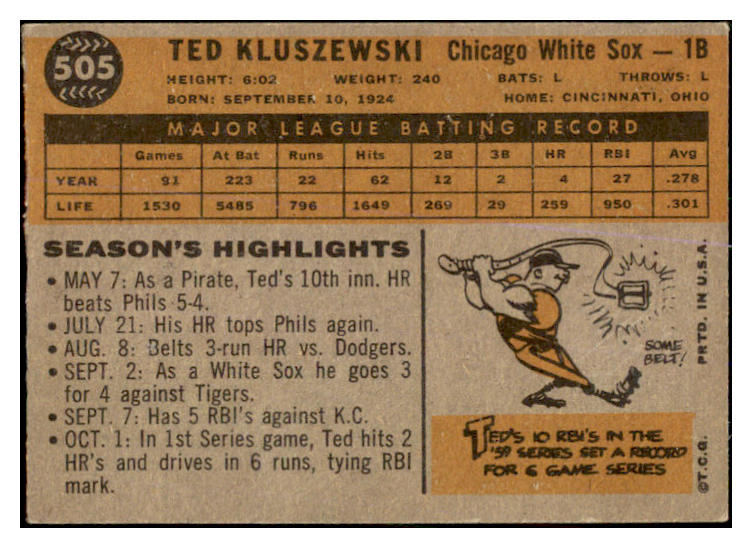 505
TED KLUSZEWSKI Chicago White Sox — 1B
HEIGHT: 6:02 WEIGHT: 240 BATS: L THROWS: L
BORN: SEPTEMBER 10, 1924 HOME: CINCINNATI, OHIO
MAJOR LEAGUE BATTING RECORD
Games At Bat Runs Hits 2B 3B HR RBI Avg
YEAR 91 223 22 62 12 2 4 27 .278
LIFE 1530 5485 796 1649 269 29 259 950 .301
SEASON'S HIGHLIGHTS
• MAY 7: As a Pirate, Ted's 10th inn. HR
beats Phils 5-4.
• JULY 21: His HR tops Phils again.
• AUG. 8: Belts 3-run HR vs. Dodgers.
• SEPT. 2: As a White Sox he goes 3
for 4 against Tigers.
• SEPT. 7: Has 5 RBI's against K.C.
• OCT. 1: In 1st Series game, Ted hits 2
HR's and drives in 6 runs, tying RBI
mark.
SOME
BELT!
TED'S 10 RBI'S IN THE
'59 SERIES SET A RECORD
FOR 6 GAME SERIES
©T.C.G. PRTD. IN U.S.A.